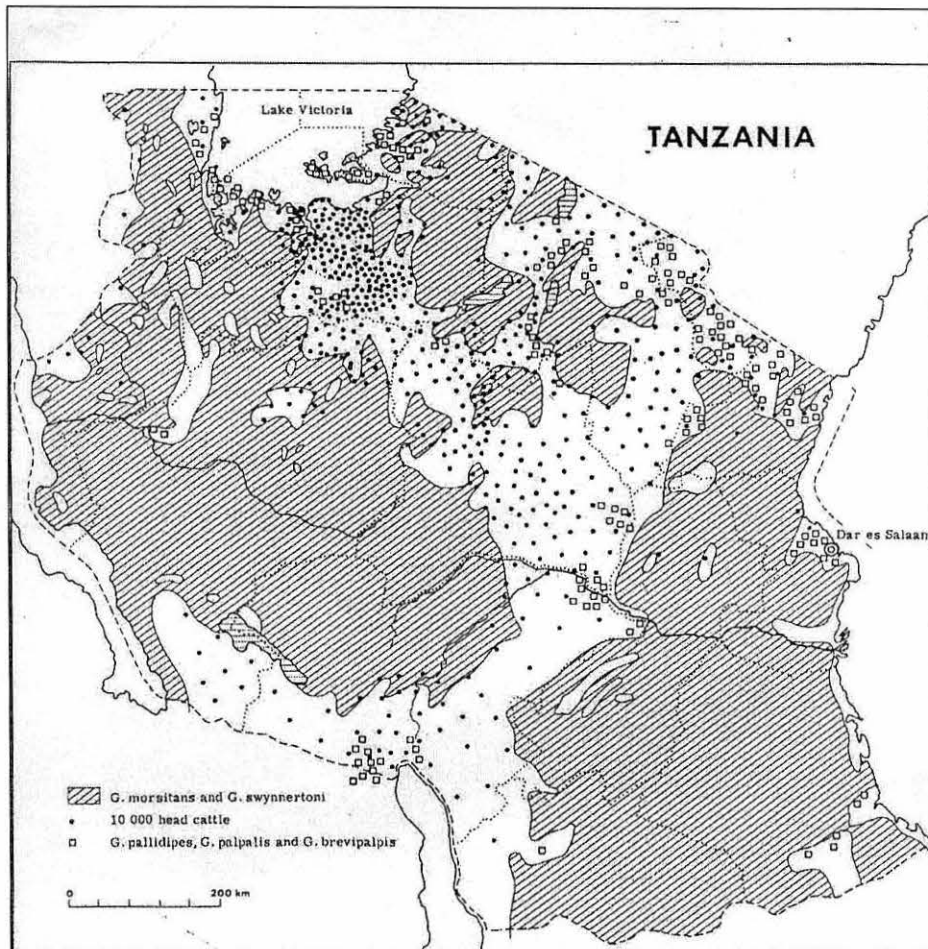 Lake Victoria
TANZANIA
Dar es Salaam
G. morsitans and G. swynnertoni
10 000 head cattle
G. pallidipes, G. palpalis and G. brevipalpis
0 200 km